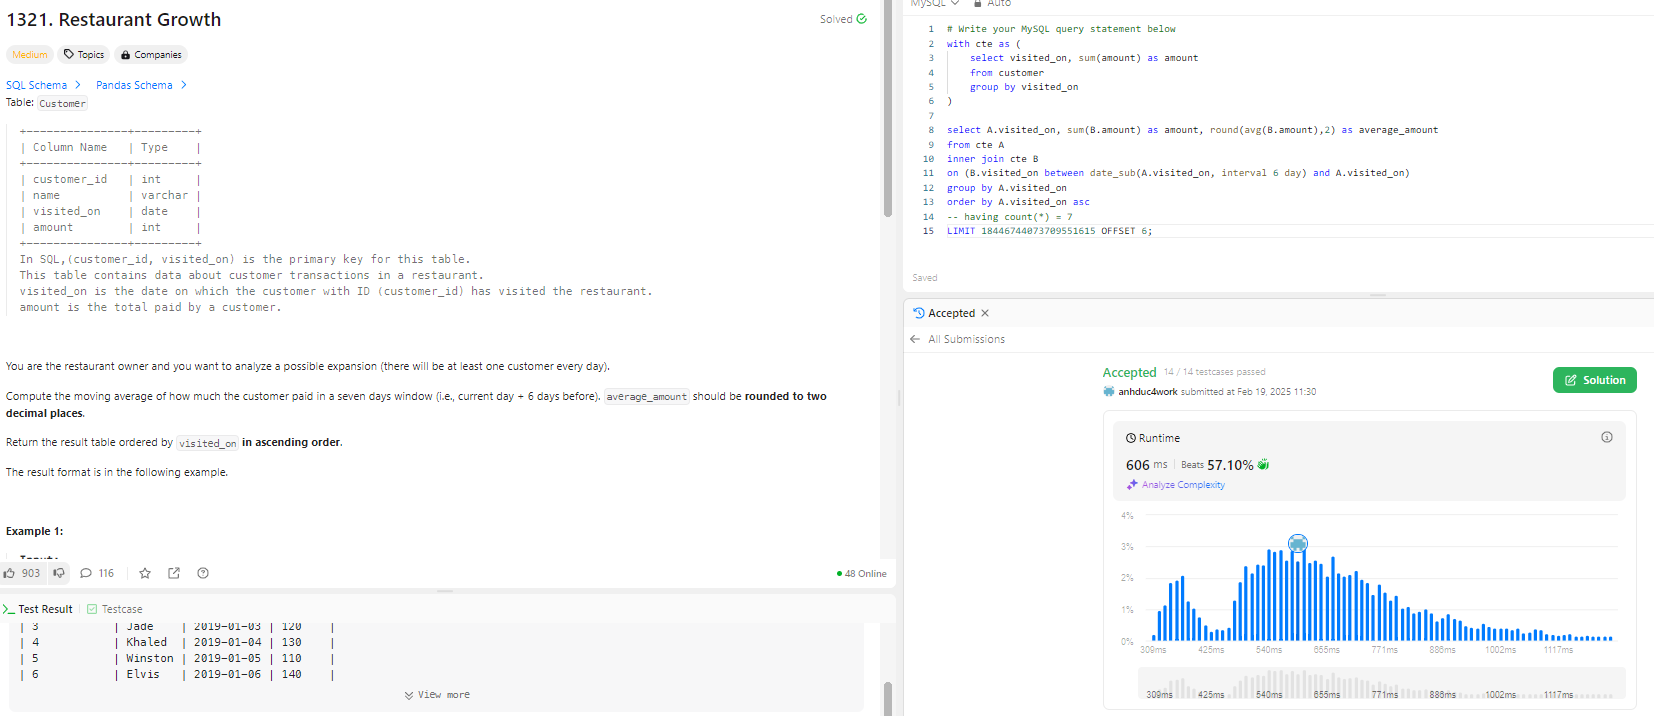 1321. Restaurant Growth
Solved
Medium
Topics
Companies
SQL Schema >
Pandas Schema >
Table: Customer
+---------------+---------+
| Column Name   | Type    |
+---------------+---------+
| customer_id   | int     |
| name          | varchar |
| visited_on    | date    |
| amount        | int     |
+---------------+---------+
In SQL,(customer_id, visited_on) is the primary key for this table.
This table contains data about customer transactions in a restaurant.
visited_on is the date on which the customer with ID (customer_id) has visited the restaurant.
amount is the total paid by a customer.
You are the restaurant owner and you want to analyze a possible expansion (there will be at least one customer every day).
Compute the moving average of how much the customer paid in a seven days window (i.e., current day + 6 days before). average_amount should be rounded to two
decimal places.
Return the result table ordered by visited_on in ascending order.
The result format is in the following example.
Example 1:
Input:
903
116
48 Online
Test Result
Testcase
| 3 | Jade | 2019-01-03 | 120 |
| 4 | Khaled | 2019-01-04 | 130 |
| 5 | Winston | 2019-01-05 | 110 |
| 6 | Elvis | 2019-01-06 | 140 |
View more
MySQL
Auto
1 # Write your MySQL query statement below
2 with cte as (
3 select visited_on, sum(amount) as amount
4 from customer
5 group by visited_on
6 )
7
8 select A.visited_on, sum(B.amount) as amount, round(avg(B.amount),2) as average_amount
9 from cte A
10 inner join cte B
11 on (B.visited_on between date_sub(A.visited_on, interval 6 day) and A.visited_on)
12 group by A.visited_on
13 order by A.visited_on asc
14 -- having count(*) = 7
15 LIMIT 18446744073709551615 OFFSET 6;
Saved
Accepted
All Submissions
Accepted 14 / 14 testcases passed
anhduc4work submitted at Feb 19, 2025 11:30
Solution
Runtime
606 ms | Beats 57.10%
Analyze Complexity
4%
3%
2%
1%
0%
309ms 425ms 540ms 655ms 771ms 886ms 1002ms 1117ms
309ms 425ms 540ms 655ms 771ms 886ms 1002ms 1117ms